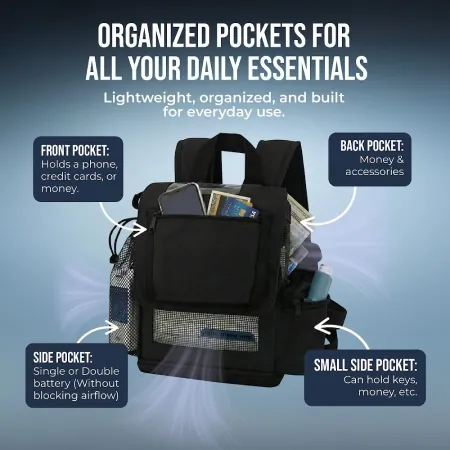 ORGANIZED POCKETS FOR
ALL YOUR DAILY ESSENTIALS
Lightweight, organized, and built
for everyday use.
FRONT POCKET:
Holds a phone,
credit cards, or
money.
BACK POCKET:
Money &
accessories
SIDE POCKET:
Single or Double
battery (Without
blocking airflow)
SMALL SIDE POCKET:
Can hold keys,
money, etc.